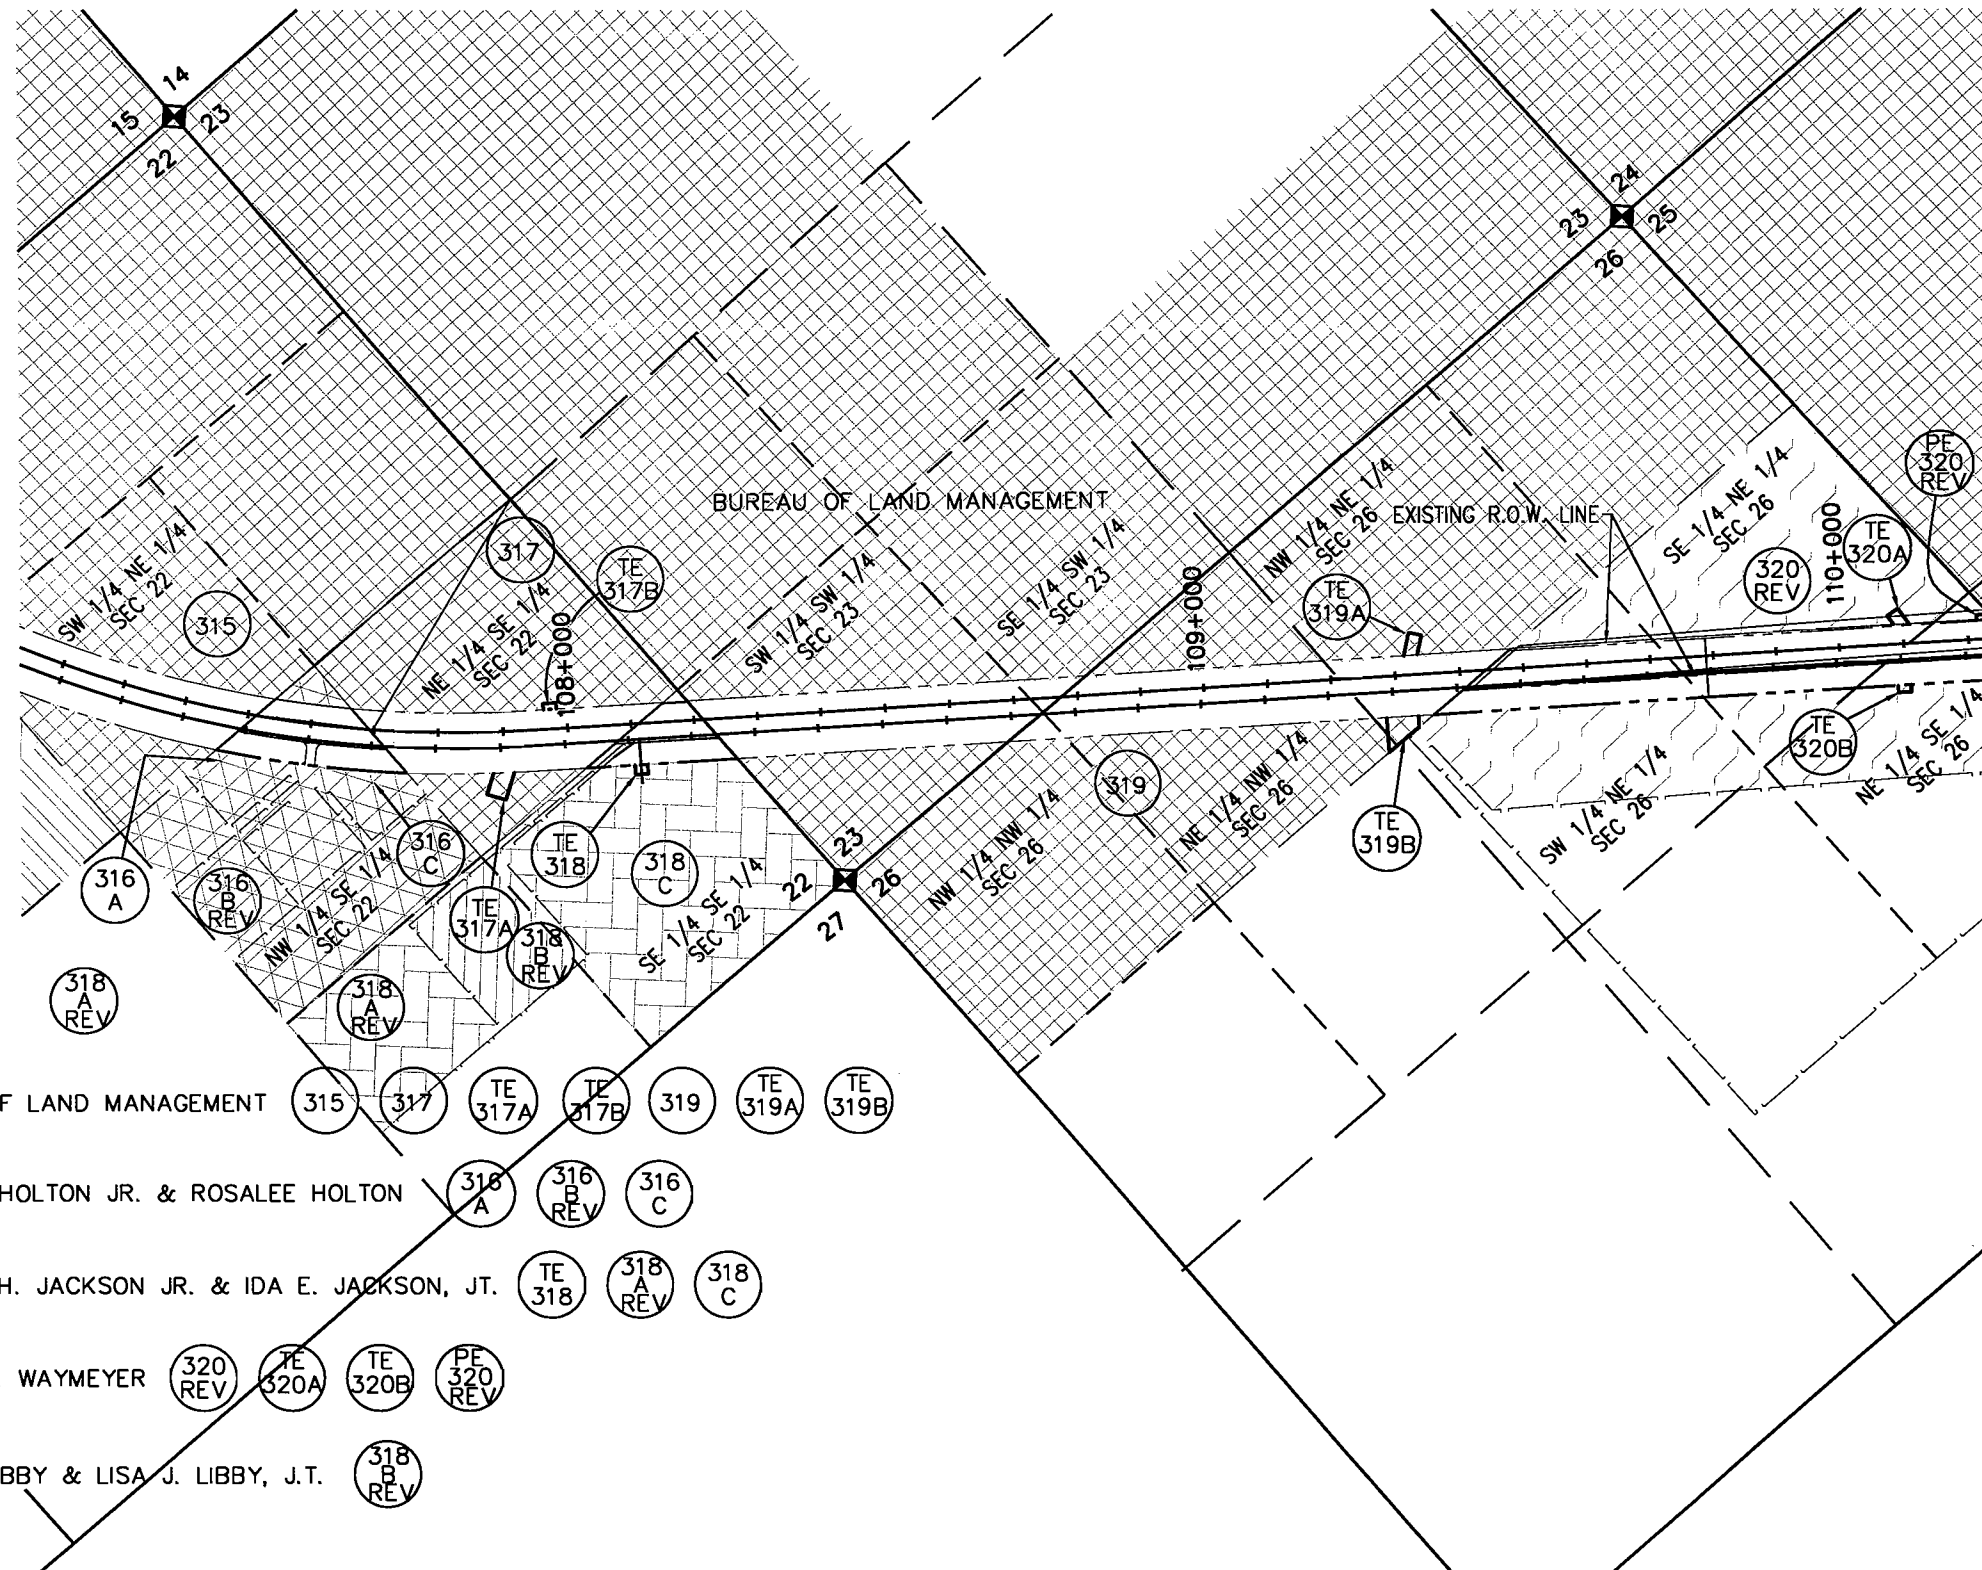 14
15
23
22
24
23
25
26
BUREAU OF LAND MANAGEMENT
EXISTING R.O.W. LINE
NW 1/4 NE 1/4
SEC 26
SE 1/4 NE 1/4
SEC 26
PE
320
REV
110+000
TE
320A
320
REV
SW 1/4 NE 1/4
SEC 22
315
317
TE
317B
NE 1/4 SE 1/4
SEC 22
108+000
SW 1/4 SW 1/4
SEC 23
SE 1/4 SW 1/4
SEC 23
109+000
TE
319A
TE
320B
NE 1/4 SE 1/4
SEC 26
SW 1/4 NE 1/4
SEC 26
TE
319B
319
NE 1/4 NW 1/4
SEC 26
NW 1/4 NW 1/4
SEC 26
316
A
316
B
REV
NW 1/4 SE 1/4
SEC 22
316
C
TE
318
318
C
TE
317A
318
B
REV
SE 1/4 SE 1/4
SEC 22
23
22
26
27
318
A
REV
318
A
REV
F LAND MANAGEMENT 315 317 TE 317A TE 317B 319 TE 319A TE 319B
HOLTON JR. & ROSALEE HOLTON 316 A 316 B REV 316 C
H. JACKSON JR. & IDA E. JACKSON, JT. TE 318 318 A REV 318 C
WAYMEYER 320 REV TE 320A TE 320B PE 320 REV
BBY & LISA J. LIBBY, J.T. 318 B REV